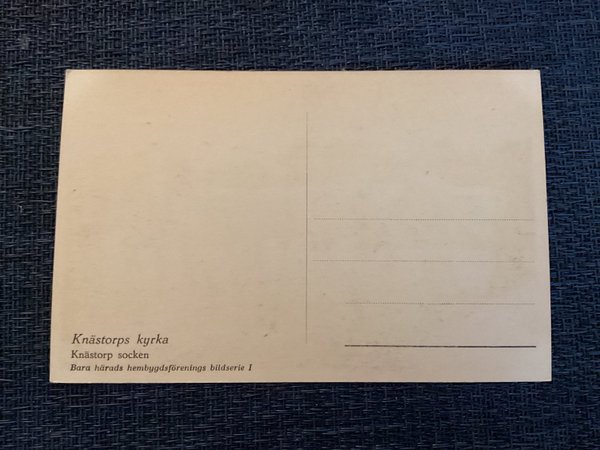 Knästorps kyrka
Knästorp socken
Bara härads hembygdsförenings bildserie I